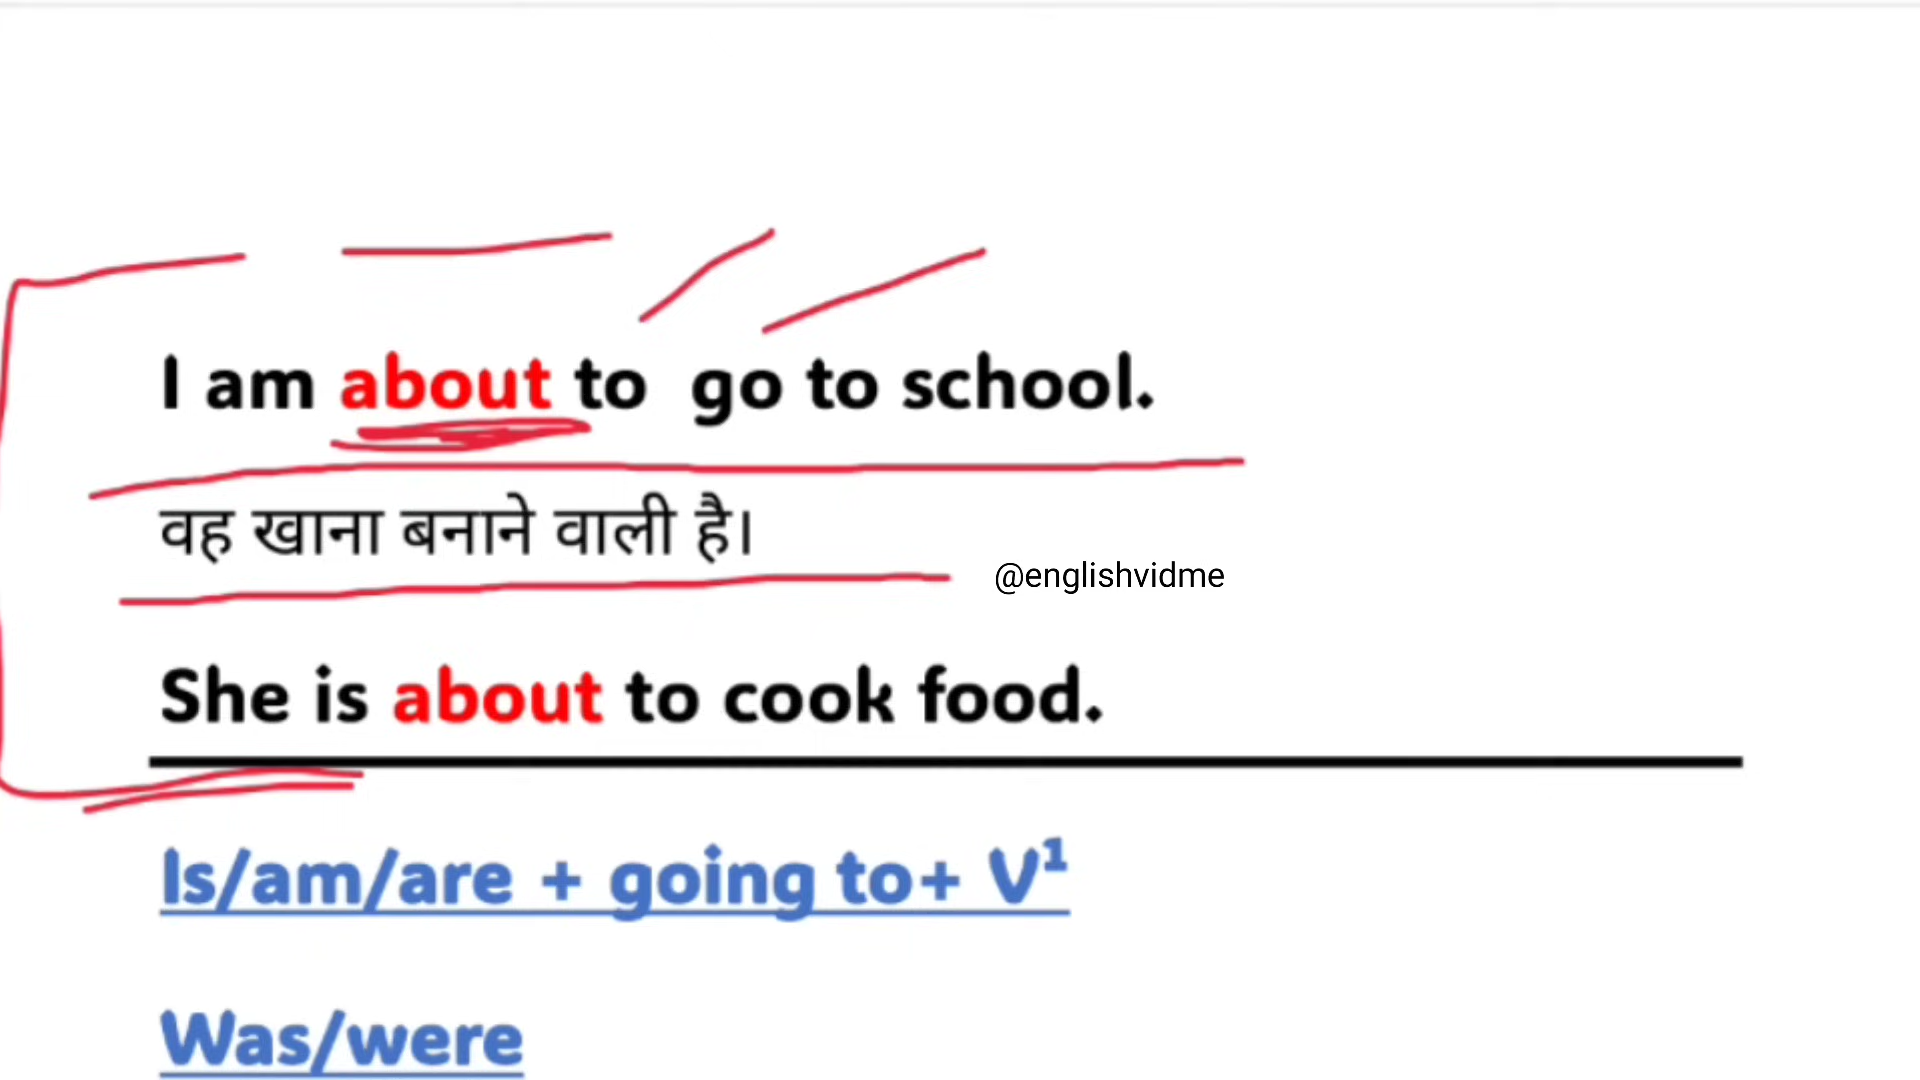 I am about to go to school.
वह खाना बनाने वाली है।
@englishvidme
She is about to cook food.
Is/am/are + going to+ V¹
Was/were